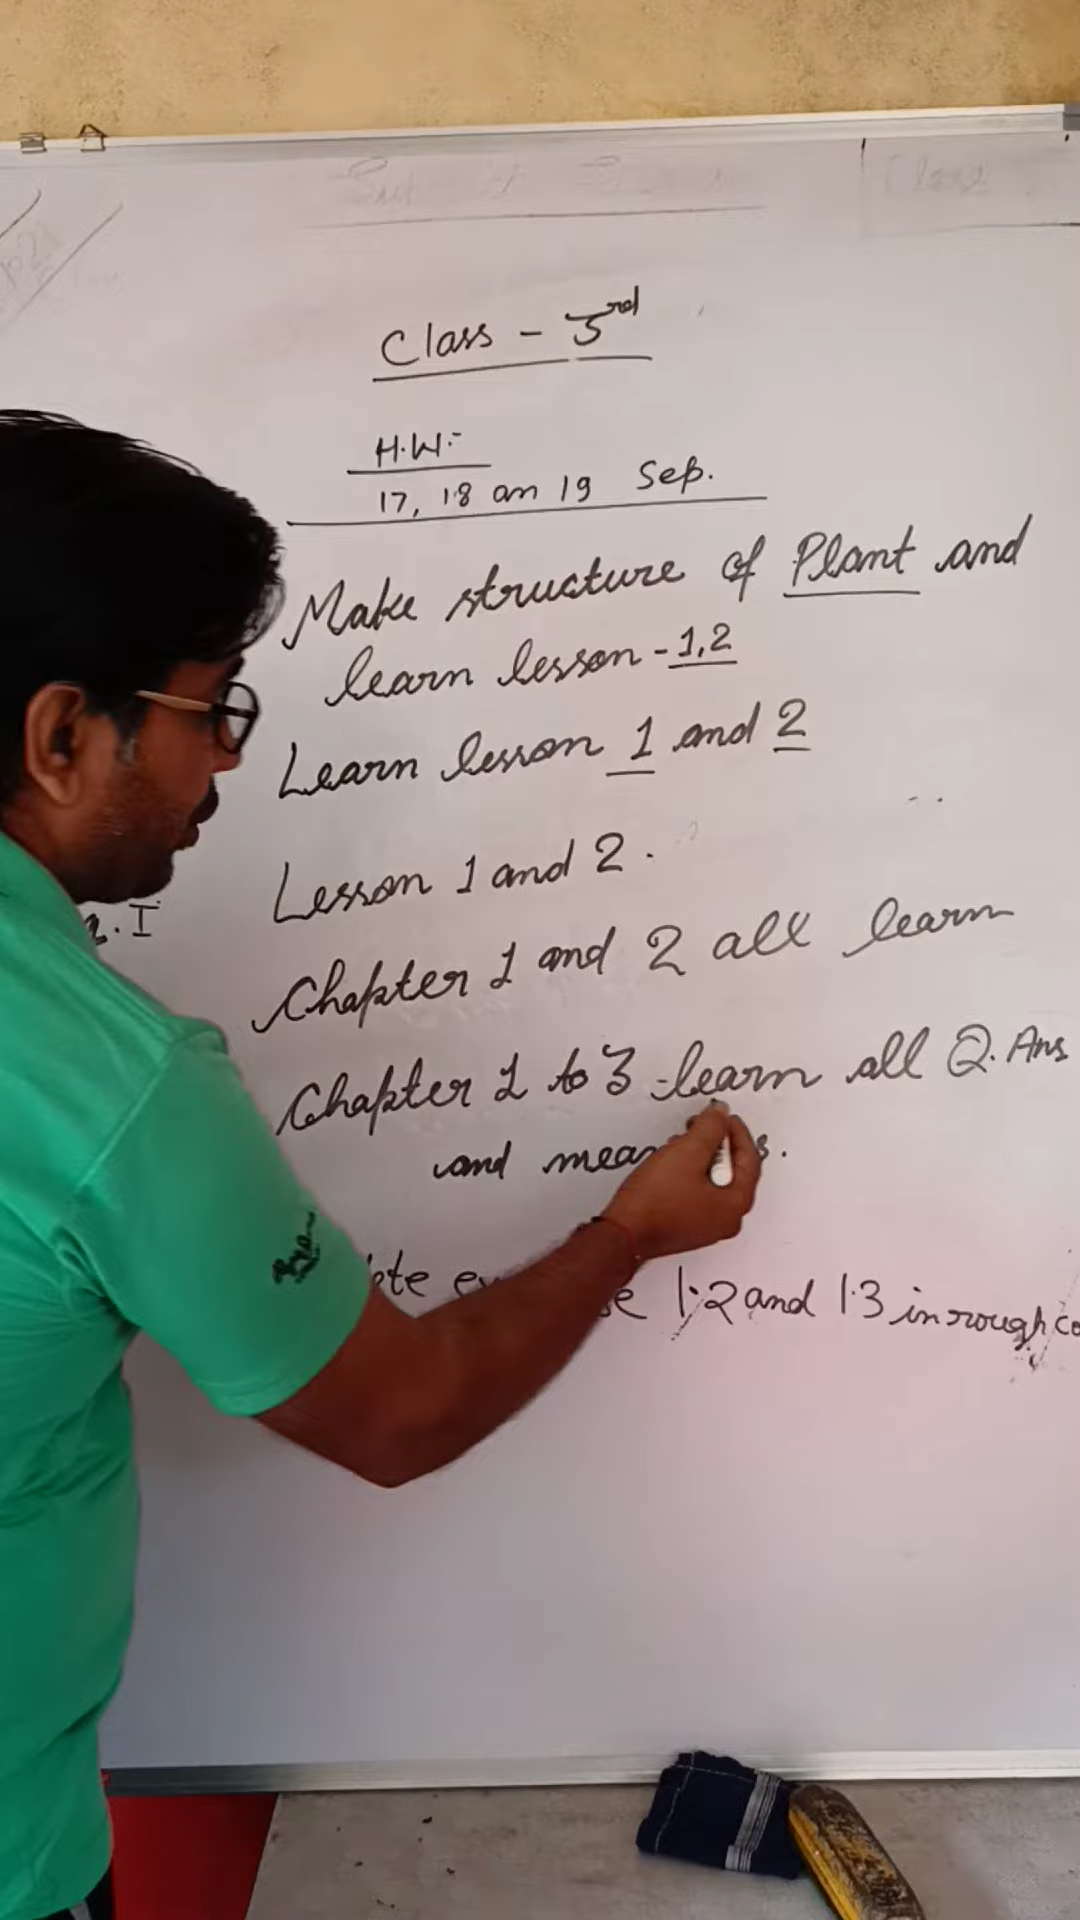 Class - 3rd
H.W:-
17, 18 an 19 Sep.
Make structure of Plant and
learn lesson - 1,2
Learn lesson 1 and 2
Lesson 1 and 2.
. I
Chapter 1 and 2 all learn
Chapter 1 to 3 learn all Q. Ans
and
1.2 and 1.3 in rough